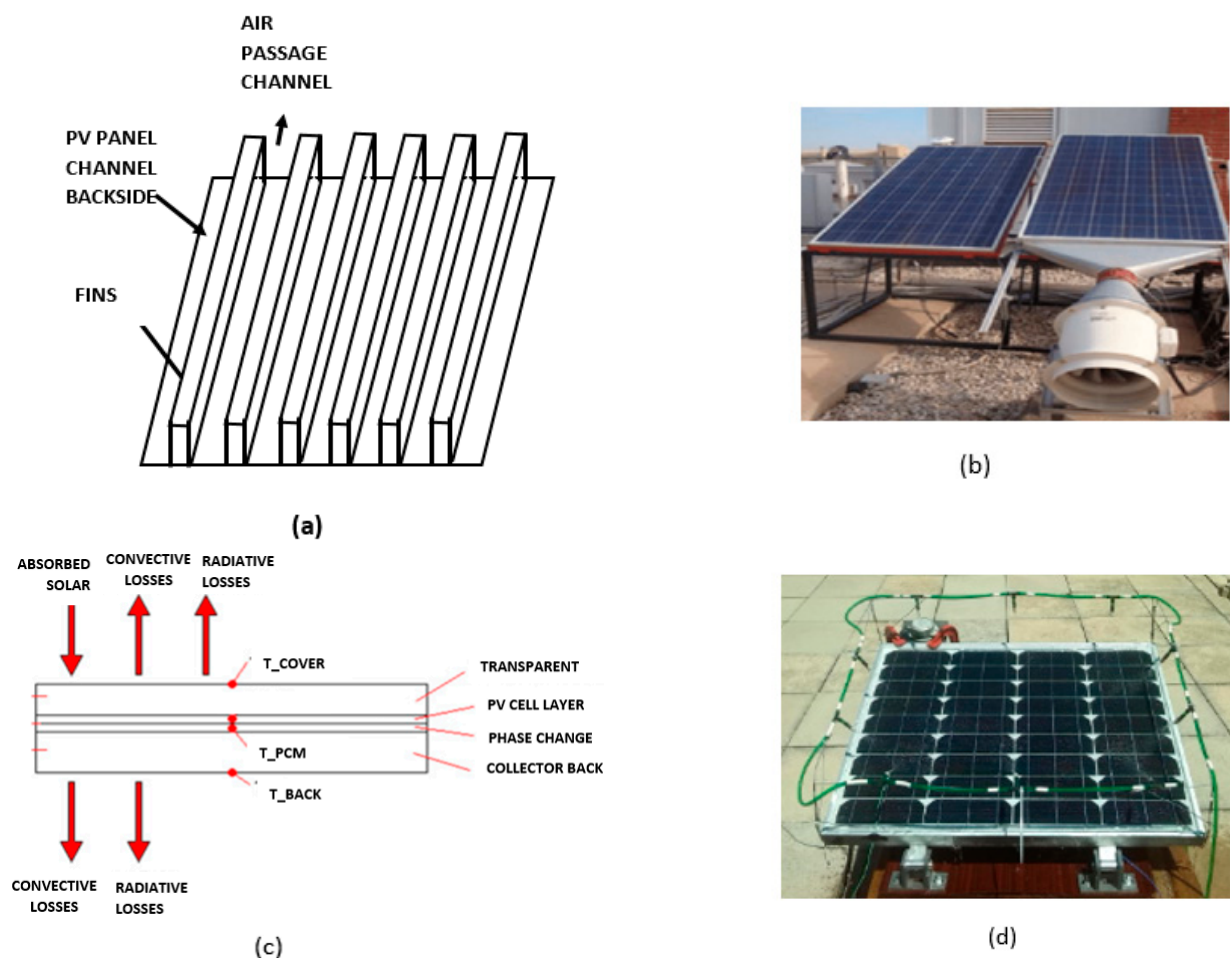 AIR
PASSAGE
CHANNEL
PV PANEL
CHANNEL
BACKSIDE
FINS
(a)
(b)
ABSORBED
SOLAR
CONVECTIVE
LOSSES
RADIATIVE
LOSSES
T_COVER
TRANSPARENT
PV CELL LAYER
PHASE CHANGE
T_PCM
COLLECTOR BACK
T_BACK
CONVECTIVE
LOSSES
RADIATIVE
LOSSES
(c)
(d)